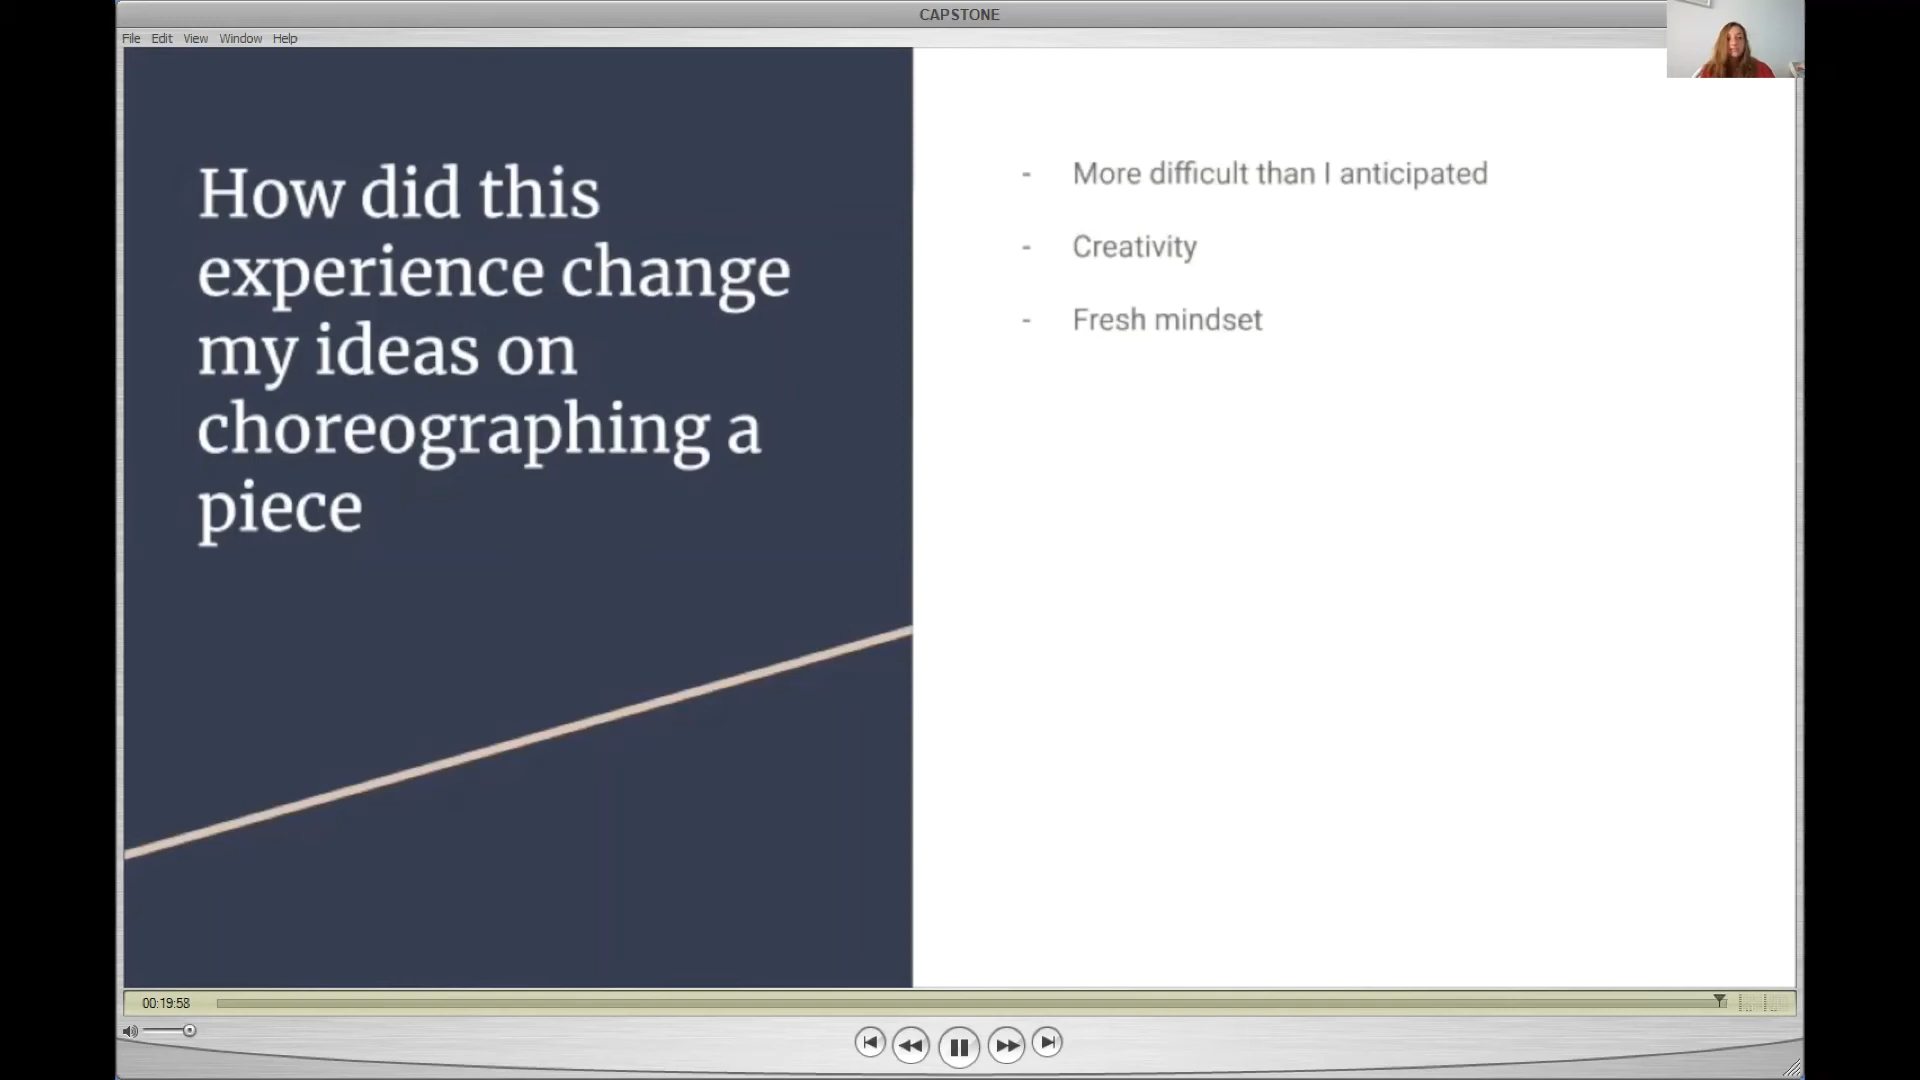 CAPSTONE
File Edit View Window Help
How did this
experience change
my ideas on
choreographing a
piece
- More difficult than I anticipated
- Creativity
- Fresh mindset
00:19:58